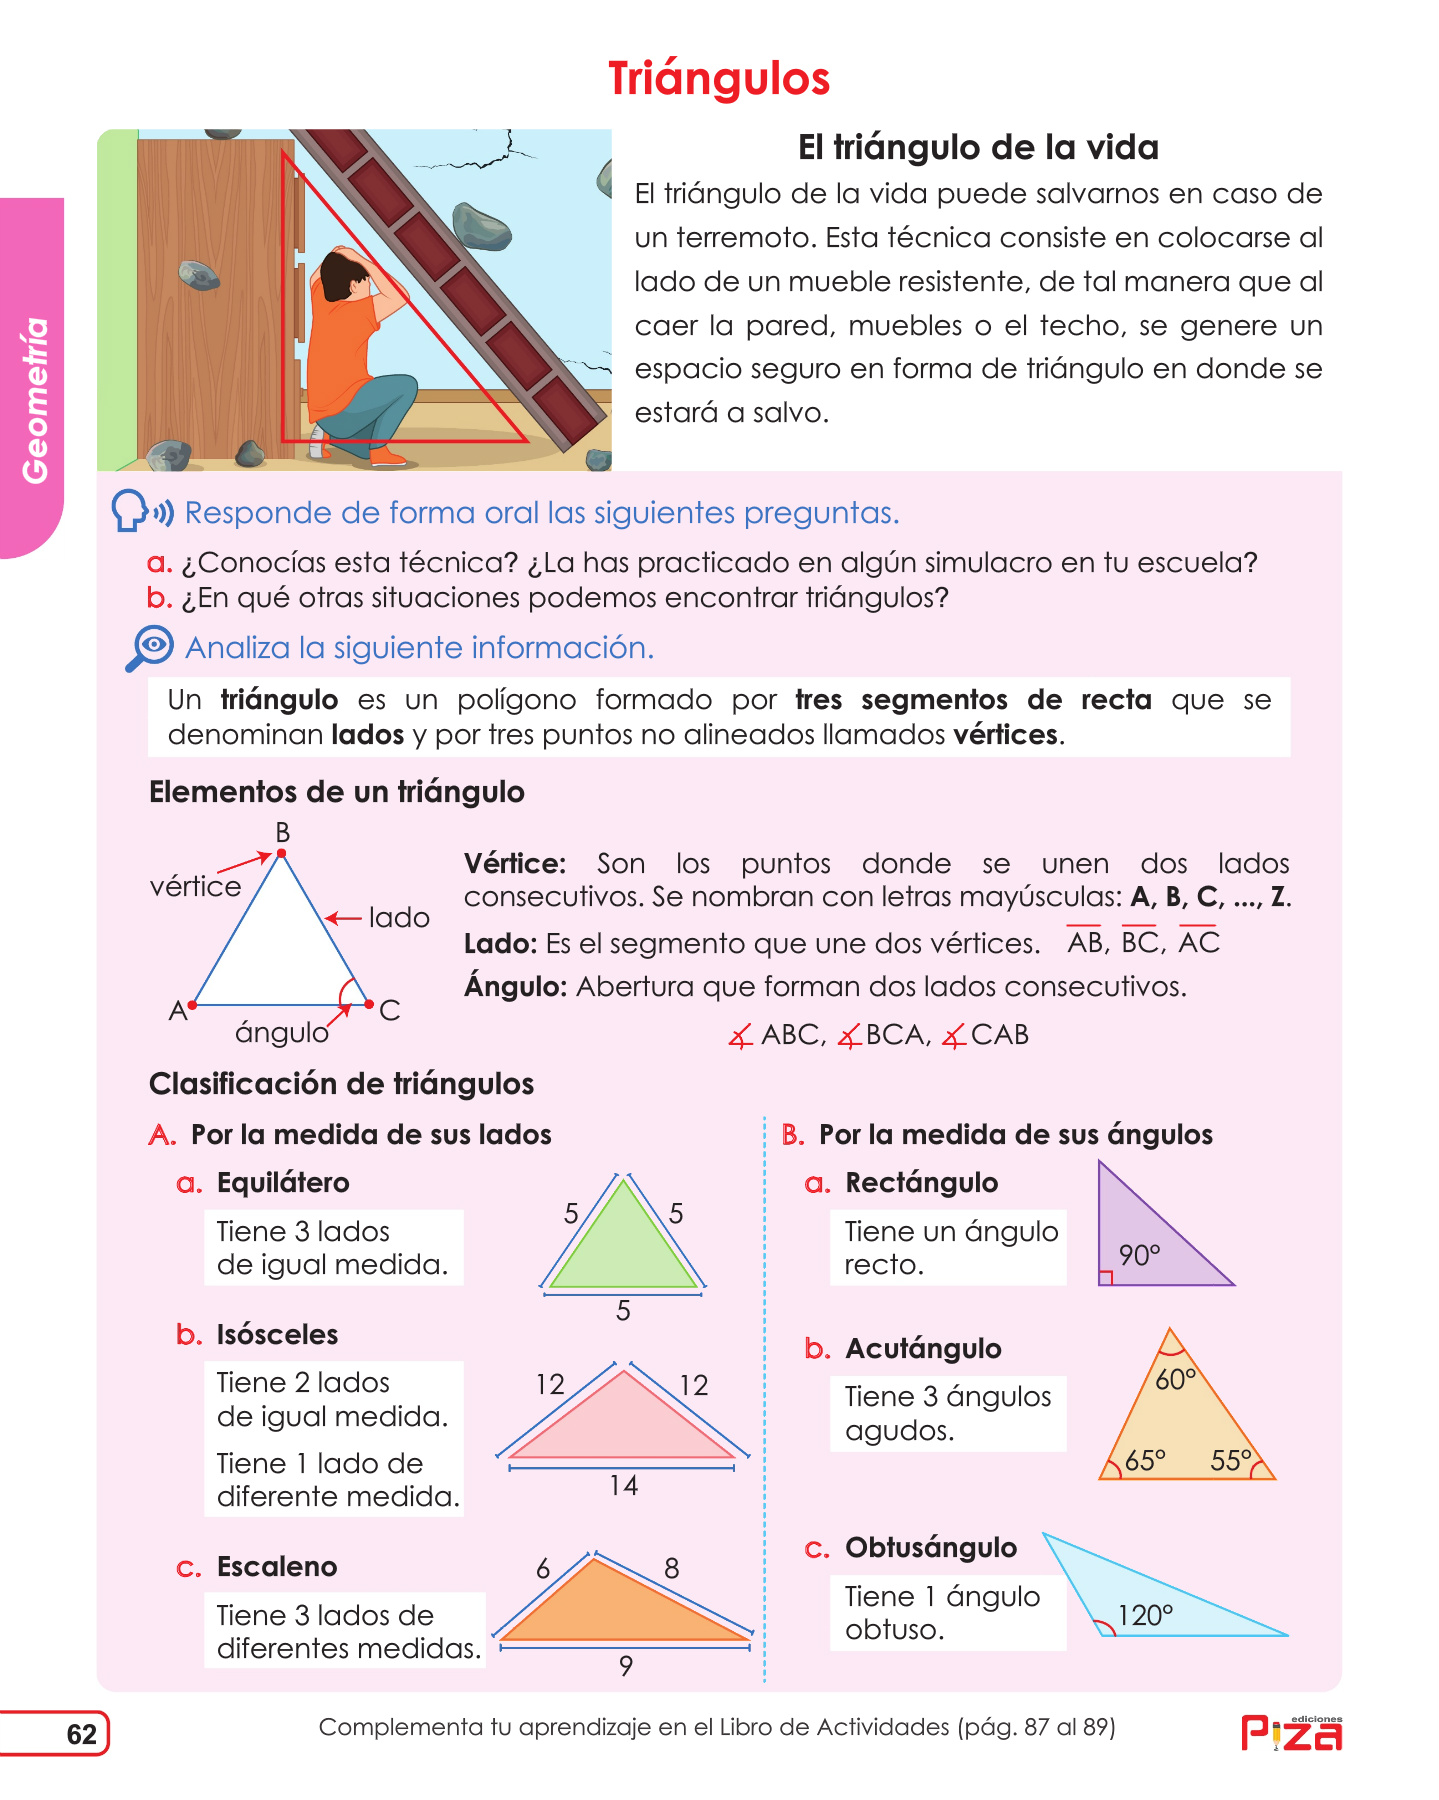 Triángulos
El triángulo de la vida
El triángulo de la vida puede salvarnos en caso de
un terremoto. Esta técnica consiste en colocarse al
lado de un mueble resistente, de tal manera que al
caer la pared, muebles o el techo, se genere un
espacio seguro en forma de triángulo en donde se
estará a salvo.
Geometría
Responde de forma oral las siguientes preguntas.
a. ¿Conocías esta técnica? ¿La has practicado en algún simulacro en tu escuela?
b. ¿En qué otras situaciones podemos encontrar triángulos?
Analiza la siguiente información.
Un triángulo es un polígono formado por tres segmentos de recta que se
denominan lados y por tres puntos no alineados llamados vértices.
Elementos de un triángulo
B
vértice
lado
A
C
ángulo
Vértice: Son los puntos donde se unen dos lados
consecutivos. Se nombran con letras mayúsculas: A, B, C, ..., Z.
Lado: Es el segmento que une dos vértices. AB, BC, AC
Ángulo: Abertura que forman dos lados consecutivos.
∡ ABC, ∡ BCA, ∡ CAB
Clasificación de triángulos
A. Por la medida de sus lados
a. Equilátero
Tiene 3 lados
de igual medida.
5
5
5
b. Isósceles
Tiene 2 lados
de igual medida.
Tiene 1 lado de
diferente medida.
12
12
14
c. Escaleno
Tiene 3 lados de
diferentes medidas.
6
8
9
B. Por la medida de sus ángulos
a. Rectángulo
Tiene un ángulo
recto.
90°
b. Acutángulo
Tiene 3 ángulos
agudos.
60°
65°
55°
c. Obtusángulo
Tiene 1 ángulo
obtuso.
120°
62
Complementa tu aprendizaje en el Libro de Actividades (pág. 87 al 89)
ediciones
Piza